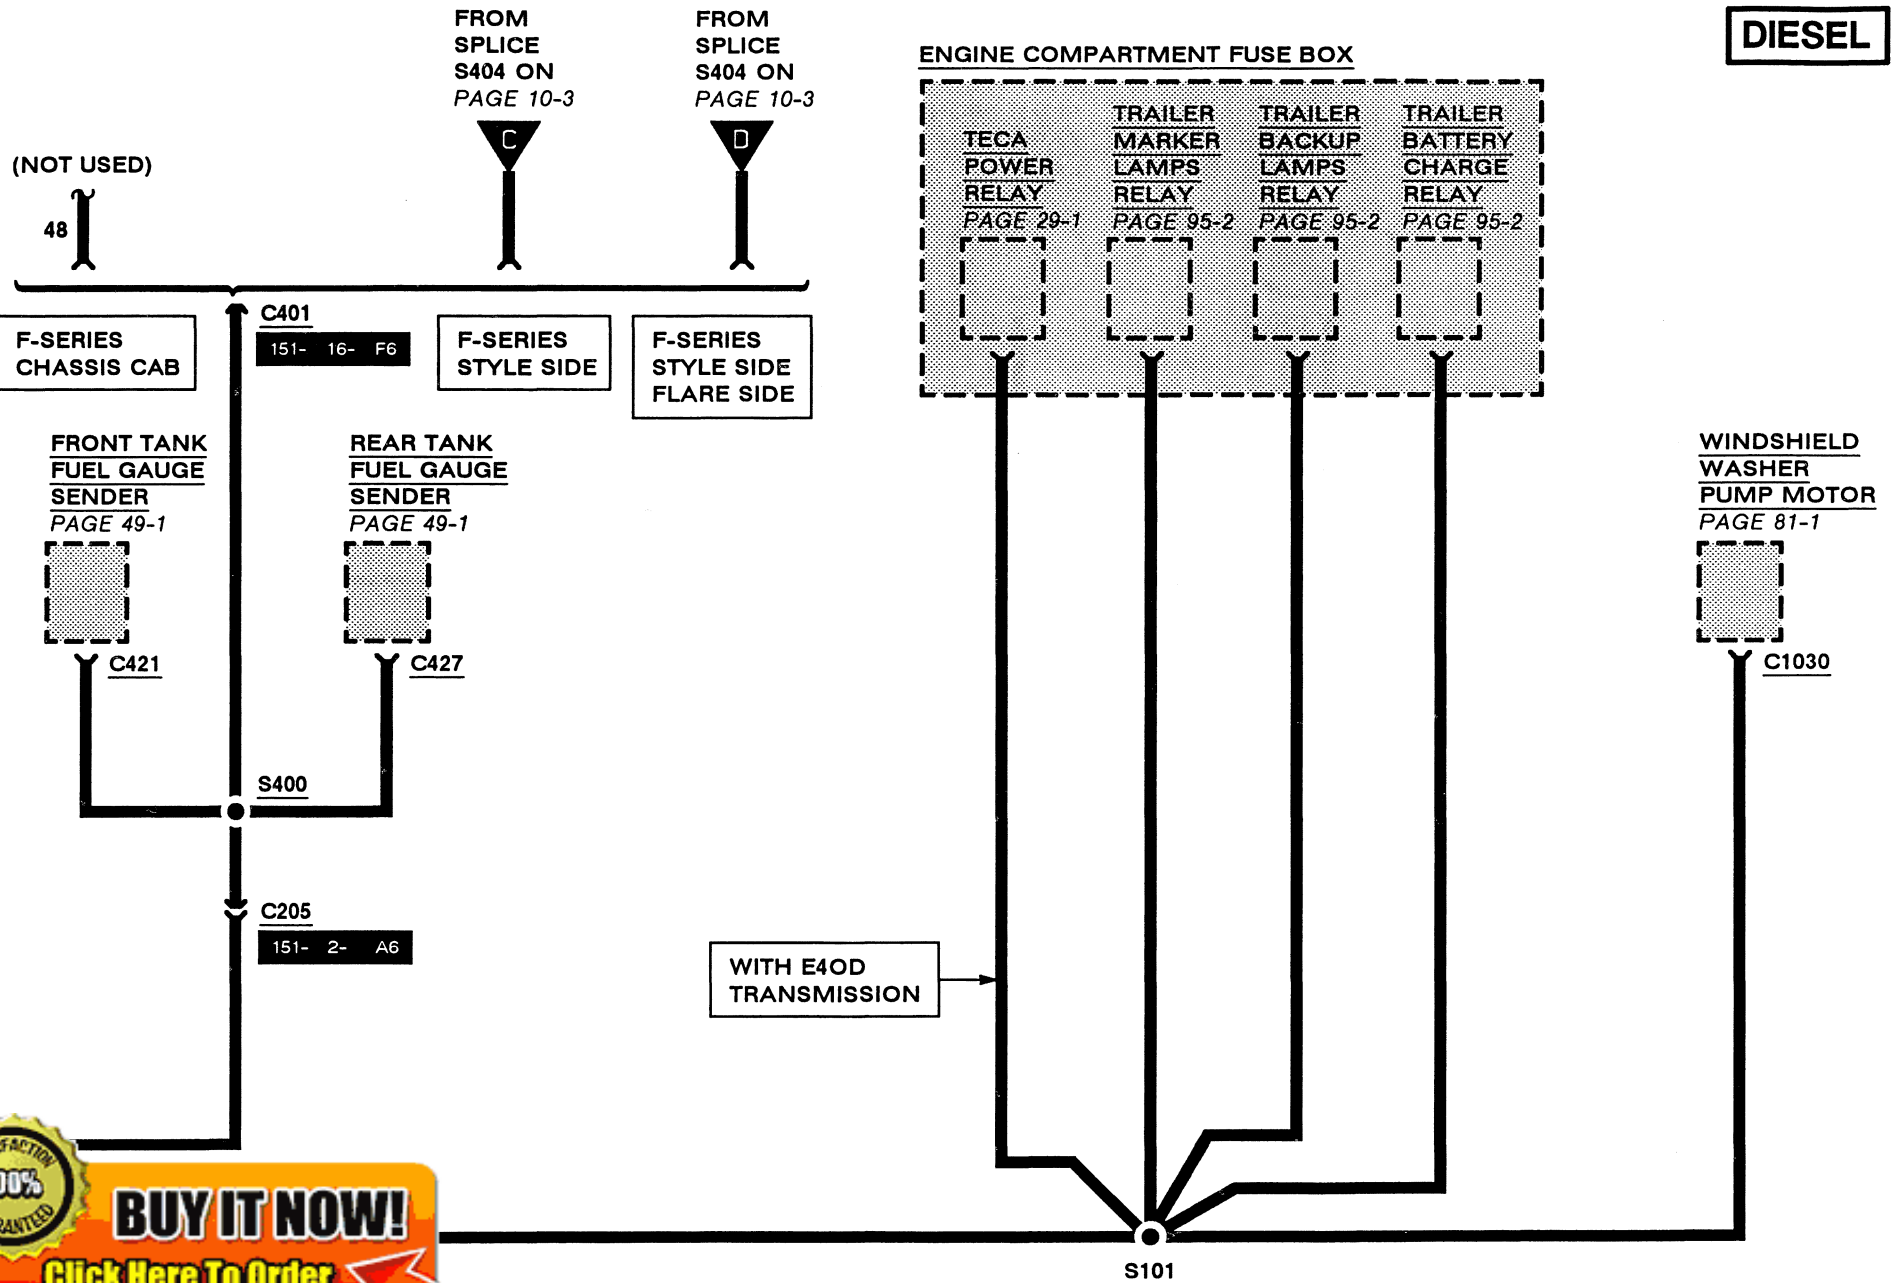 FROM
SPLICE
S404 ON
PAGE 10-3
C
FROM
SPLICE
S404 ON
PAGE 10-3
D
DIESEL
ENGINE COMPARTMENT FUSE BOX
TECA
POWER
RELAY
PAGE 29-1
TRAILER
MARKER
LAMPS
RELAY
PAGE 95-2
TRAILER
BACKUP
LAMPS
RELAY
PAGE 95-2
TRAILER
BATTERY
CHARGE
RELAY
PAGE 95-2
(NOT USED)
48
C401
151- 16- F6
F-SERIES
CHASSIS CAB
F-SERIES
STYLE SIDE
F-SERIES
STYLE SIDE
FLARE SIDE
FRONT TANK
FUEL GAUGE
SENDER
PAGE 49-1
REAR TANK
FUEL GAUGE
SENDER
PAGE 49-1
WINDSHIELD
WASHER
PUMP MOTOR
PAGE 81-1
C421
C427
C1030
S400
C205
151- 2- A6
WITH E4OD
TRANSMISSION
BUY IT NOW!
Click Here To Order
S101